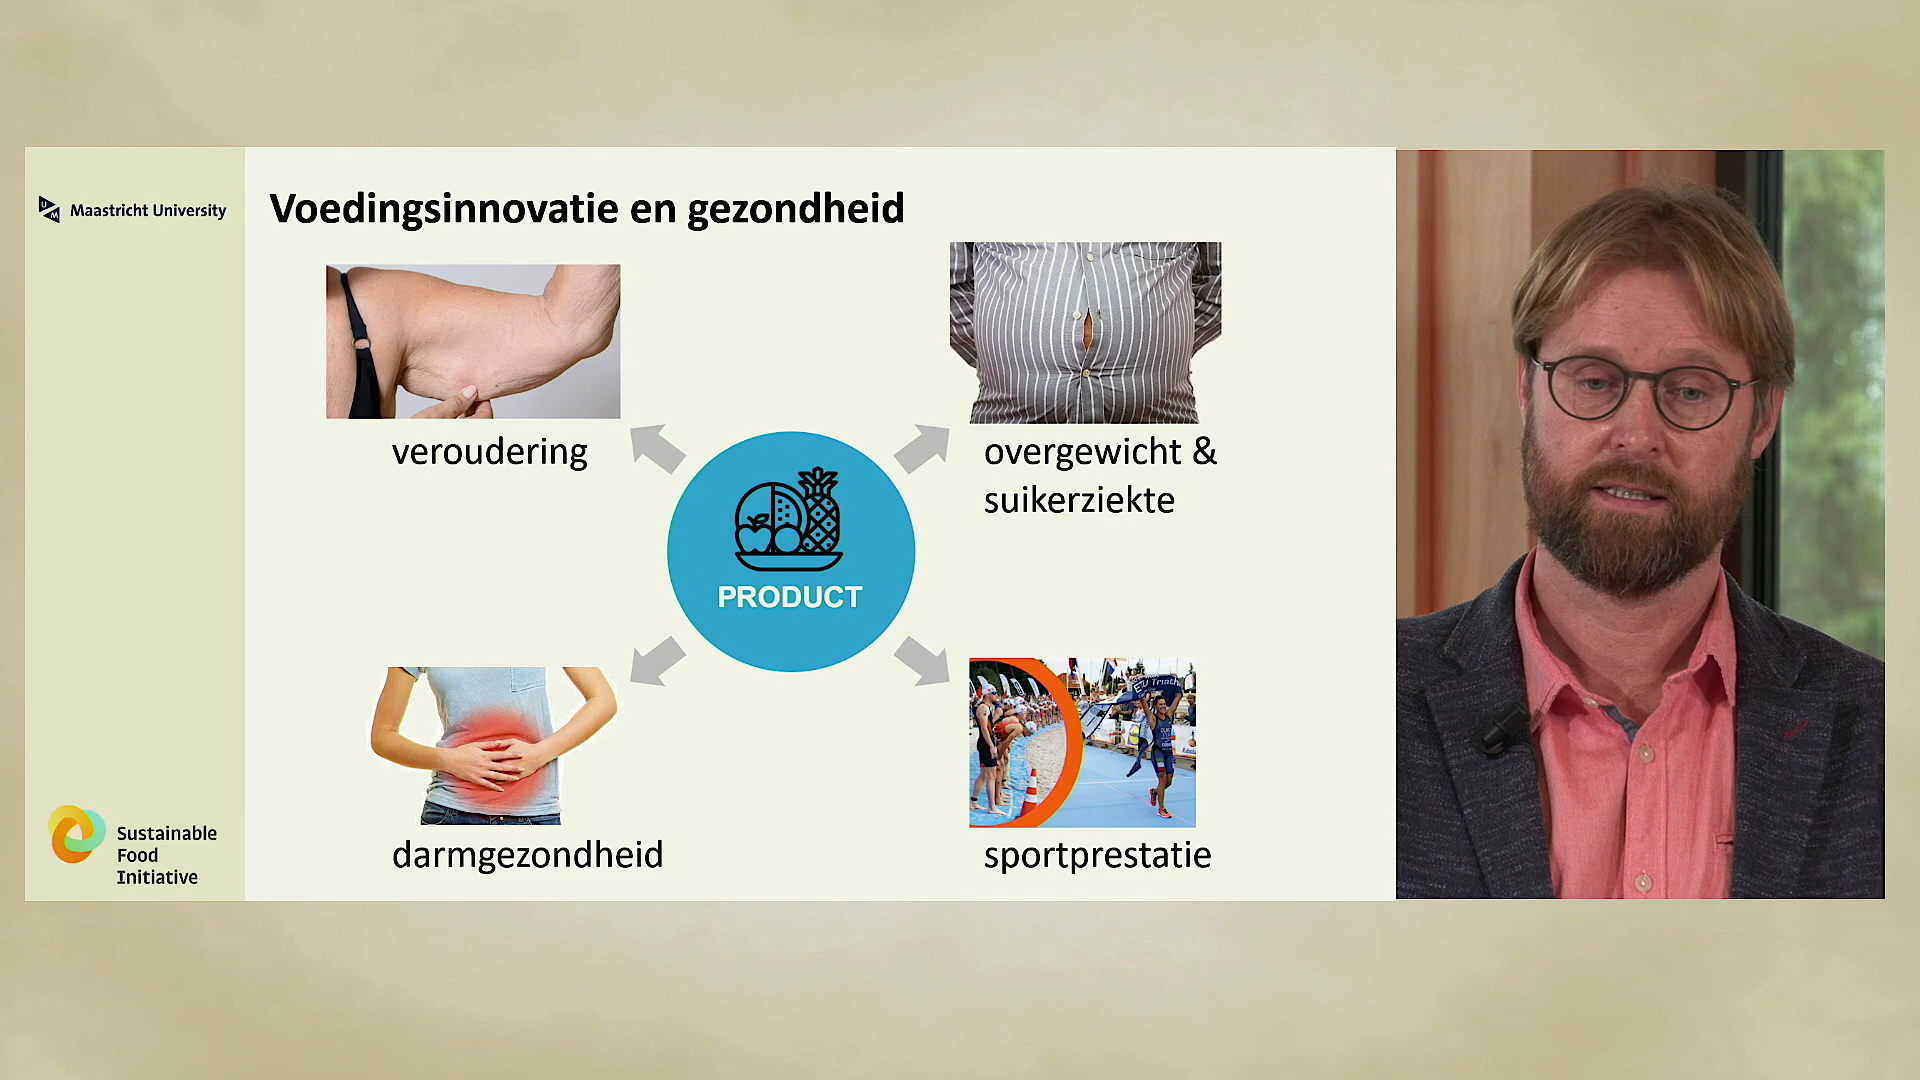 Maastricht University
Voedingsinnovatie en gezondheid
veroudering
overgewicht &
suikerziekte
PRODUCT
darmgezondheid
sportprestatie
Sustainable
Food
Initiative